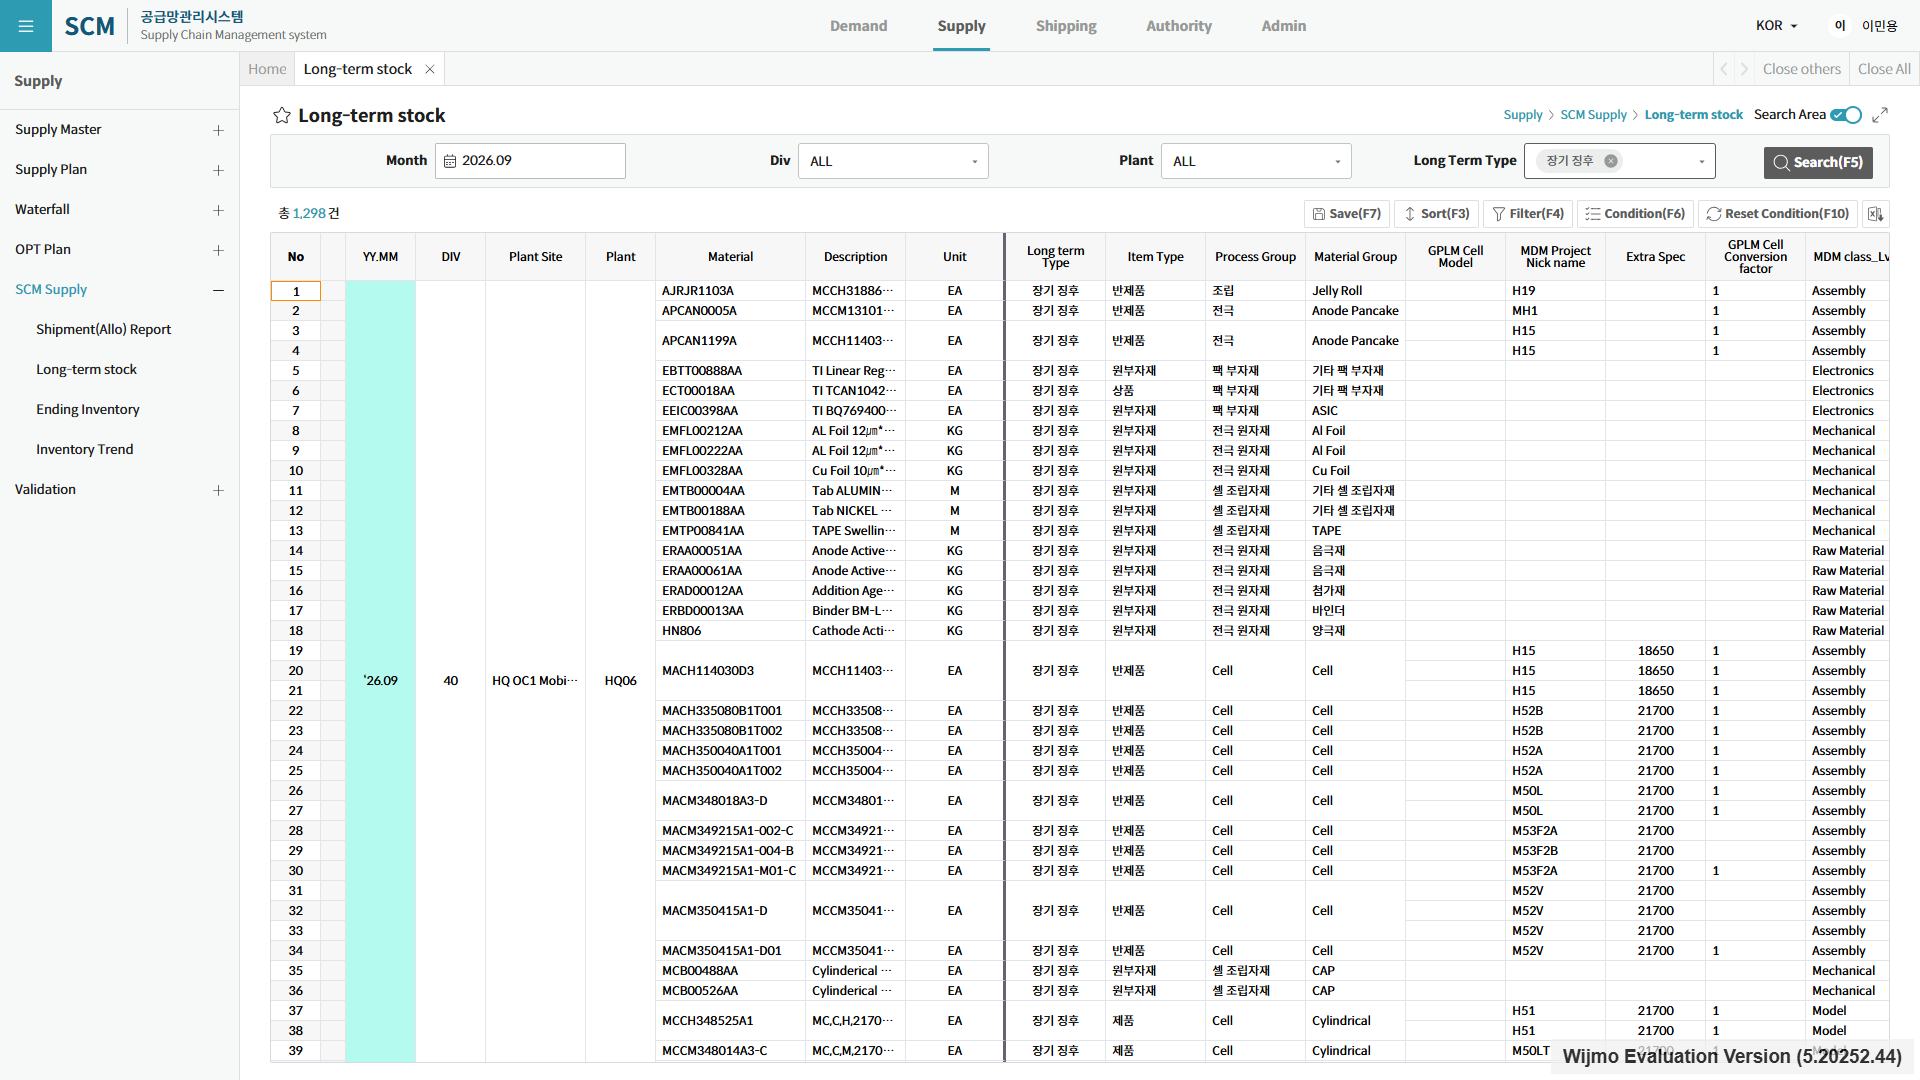 SCM
공급망관리시스템
Supply Chain Management system
Demand
Supply
Shipping
Authority
Admin
KOR
이
이민용
Supply
Home
Long-term stock
Close others
Close All
Supply Master
Supply Plan
Waterfall
OPT Plan
SCM Supply
Shipment(Allo) Report
Long-term stock
Ending Inventory
Inventory Trend
Validation
Long-term stock
Supply > SCM Supply > Long-term stock
Search Area
Month 2026.09
Div ALL
Plant ALL
Long Term Type 장기 징후
Search(F5)
총 1,298 건
Save(F7)
Sort(F3)
Filter(F4)
Condition(F6)
Reset Condition(F10)
No YY.MM DIV Plant Site Plant Material Description Unit Long term Type Item Type Process Group Material Group GPLM Cell Model MDM Project Nick name Extra Spec GPLM Cell Conversion factor MDM class_Lv
'26.09 40 HQ OC1 Mobi··· HQ06
1 AJRJR1103A MCCH31886··· EA 장기 징후 반제품 조립 Jelly Roll H19 1 Assembly
2 APCAN0005A MCCM13101··· EA 장기 징후 반제품 전극 Anode Pancake MH1 1 Assembly
3 APCAN1199A MCCH11403··· EA 장기 징후 반제품 전극 Anode Pancake H15 1 Assembly
4 H15 1 Assembly
5 EBTT00888AA TI Linear Reg··· EA 장기 징후 원부자재 팩 부자재 기타 팩 부자재 Electronics
6 ECT00018AA TI TCAN1042··· EA 장기 징후 상품 팩 부자재 기타 팩 부자재 Electronics
7 EEIC00398AA TI BQ769400··· EA 장기 징후 원부자재 팩 부자재 ASIC Electronics
8 EMFL00212AA AL Foil 12㎛*··· KG 장기 징후 원부자재 전극 원자재 Al Foil Mechanical
9 EMFL00222AA AL Foil 12㎛*··· KG 장기 징후 원부자재 전극 원자재 Al Foil Mechanical
10 EMFL00328AA Cu Foil 10㎛*··· KG 장기 징후 원부자재 전극 원자재 Cu Foil Mechanical
11 EMTB00004AA Tab ALUMIN··· M 장기 징후 원부자재 셀 조립자재 기타 셀 조립자재 Mechanical
12 EMTB00188AA Tab NICKEL ··· M 장기 징후 원부자재 셀 조립자재 기타 셀 조립자재 Mechanical
13 EMTP00841AA TAPE Swellin··· M 장기 징후 원부자재 셀 조립자재 TAPE Mechanical
14 ERAA00051AA Anode Active··· KG 장기 징후 원부자재 전극 원자재 음극재 Raw Material
15 ERAA00061AA Anode Active··· KG 장기 징후 원부자재 전극 원자재 음극재 Raw Material
16 ERAD00012AA Addition Age··· KG 장기 징후 원부자재 전극 원자재 첨가재 Raw Material
17 ERBD00013AA Binder BM-L··· KG 장기 징후 원부자재 전극 원자재 바인더 Raw Material
18 HN806 Cathode Acti··· KG 장기 징후 원부자재 전극 원자재 양극재 Raw Material
19 H15 18650 1 Assembly
20 MACH114030D3 MCCH11403··· EA 장기 징후 반제품 Cell Cell H15 18650 1 Assembly
21 H15 18650 1 Assembly
22 MACH335080B1T001 MCCH33508··· EA 장기 징후 반제품 Cell Cell H52B 21700 1 Assembly
23 MACH335080B1T002 MCCH33508··· EA 장기 징후 반제품 Cell Cell H52B 21700 1 Assembly
24 MACH350040A1T001 MCCH35004··· EA 장기 징후 반제품 Cell Cell H52A 21700 1 Assembly
25 MACH350040A1T002 MCCH35004··· EA 장기 징후 반제품 Cell Cell H52A 21700 1 Assembly
26 MACM348018A3-D MCCM34801··· EA 장기 징후 반제품 Cell Cell M50L 21700 1 Assembly
27 M50L 21700 1 Assembly
28 MACM349215A1-002-C MCCM34921··· EA 장기 징후 반제품 Cell Cell M53F2A 21700 Assembly
29 MACM349215A1-004-B MCCM34921··· EA 장기 징후 반제품 Cell Cell M53F2B 21700 Assembly
30 MACM349215A1-M01-C MCCM34921··· EA 장기 징후 반제품 Cell Cell M53F2A 21700 1 Assembly
31 M52V 21700 Assembly
32 MACM350415A1-D MCCM35041··· EA 장기 징후 반제품 Cell Cell M52V 21700 Assembly
33 M52V 21700 Assembly
34 MACM350415A1-D01 MCCM35041··· EA 장기 징후 반제품 Cell Cell M52V 21700 1 Assembly
35 MCB00488AA Cylinderical ··· EA 장기 징후 원부자재 셀 조립자재 CAP Mechanical
36 MCB00526AA Cylinderical ··· EA 장기 징후 원부자재 셀 조립자재 CAP Mechanical
37 MCCH348525A1 MC,C,H,2170··· EA 장기 징후 제품 Cell Cylindrical H51 21700 1 Model
38 H51 21700 1 Model
39 MCCM348014A3-C MC,C,M,2170··· EA 장기 징후 제품 Cell Cylindrical M50LT
Wijmo Evaluation Version (5.20252.44)